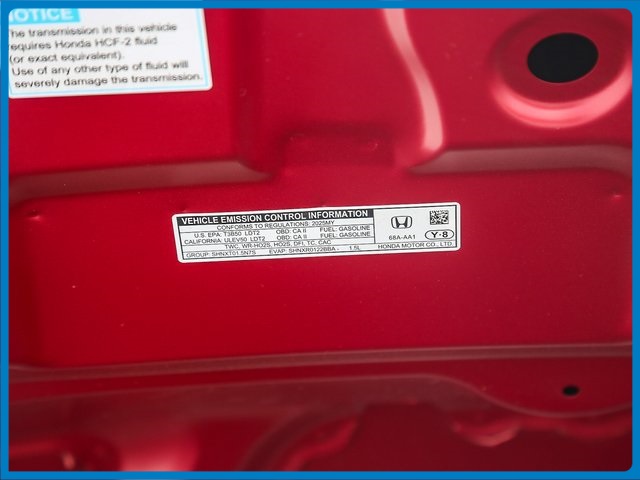 NOTICE
The transmission in this vehicle
requires Honda HCF-2 fluid
(or exact equivalent).
Use of any other type of fluid will
severely damage the transmission.
VEHICLE EMISSION CONTROL INFORMATION
CONFORMS TO REGULATIONS: 2025MY
U.S. EPA: T3B50 LDT2 OBD: CA II FUEL: GASOLINE
CALIFORNIA: ULEV50 LDT2 OBD: CA II FUEL: GASOLINE
TWC, WR-HO2S, HO2S, DFI, TC, CAC
GROUP: SHNXT01.5N7S EVAP: SHNXR0122BBA - 1.5L
68A-AA1
Y-8
HONDA MOTOR CO., LTD.